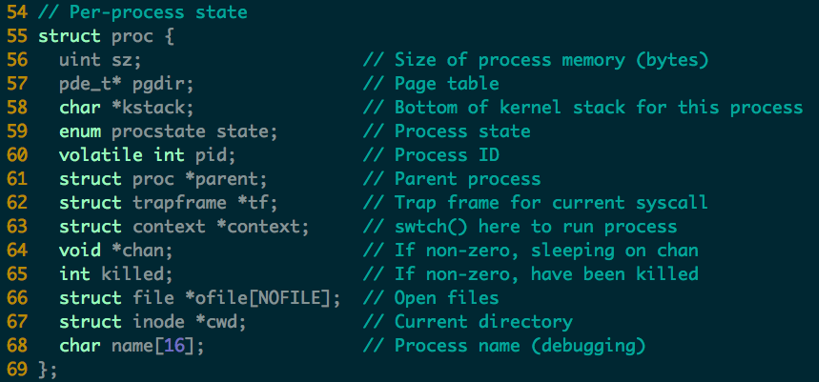 54 // Per-process state
55 struct proc {
56   uint sz;                     // Size of process memory (bytes)
57   pde_t* pgdir;                // Page table
58   char *kstack;                // Bottom of kernel stack for this process
59   enum procstate state;        // Process state
60   volatile int pid;            // Process ID
61   struct proc *parent;         // Parent process
62   struct trapframe *tf;        // Trap frame for current syscall
63   struct context *context;     // swtch() here to run process
64   void *chan;                  // If non-zero, sleeping on chan
65   int killed;                  // If non-zero, have been killed
66   struct file *ofile[NOFILE];  // Open files
67   struct inode *cwd;           // Current directory
68   char name[16];               // Process name (debugging)
69 };